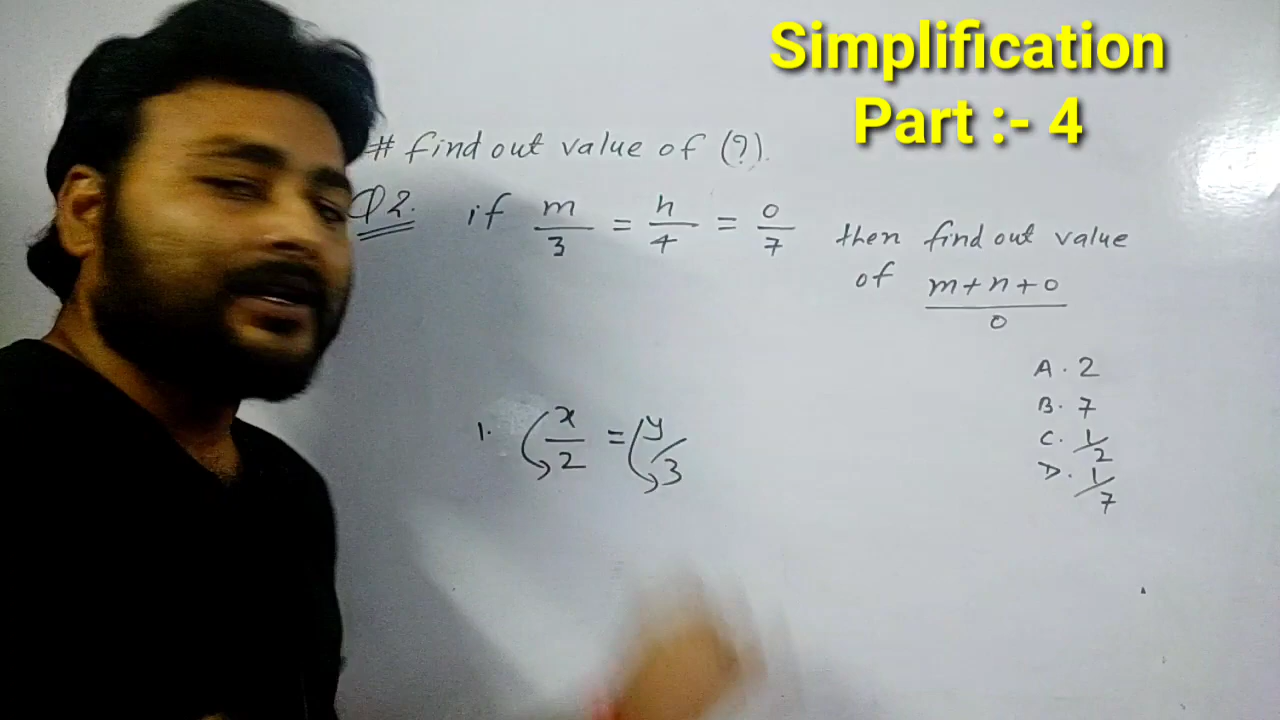 Simplification
Part :- 4
# find out value of (?).
Q2. if m/3 = n/4 = o/7 then find out value
of m+n+o/o
A. 2
B. 7
C. 1/2
D. 1/7
1. x/2 = y/3